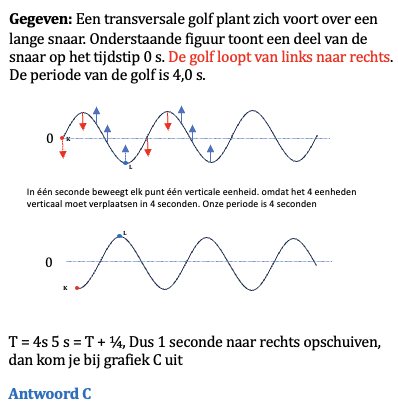 Gegeven: Een transversale golf plant zich voort over een
lange snaar. Onderstaande figuur toont een deel van de
snaar op het tijdstip 0 s. De golf loopt van links naar rechts.
De periode van de golf is 4,0 s.
0
K
L
In één seconde beweegt elk punt één verticale eenheid. omdat het 4 eenheden
verticaal moet verplaatsen in 4 seconden. Onze periode is 4 seconden
L
0
K
T = 4s 5 s = T + ¼, Dus 1 seconde naar rechts opschuiven,
dan kom je bij grafiek C uit
Antwoord C